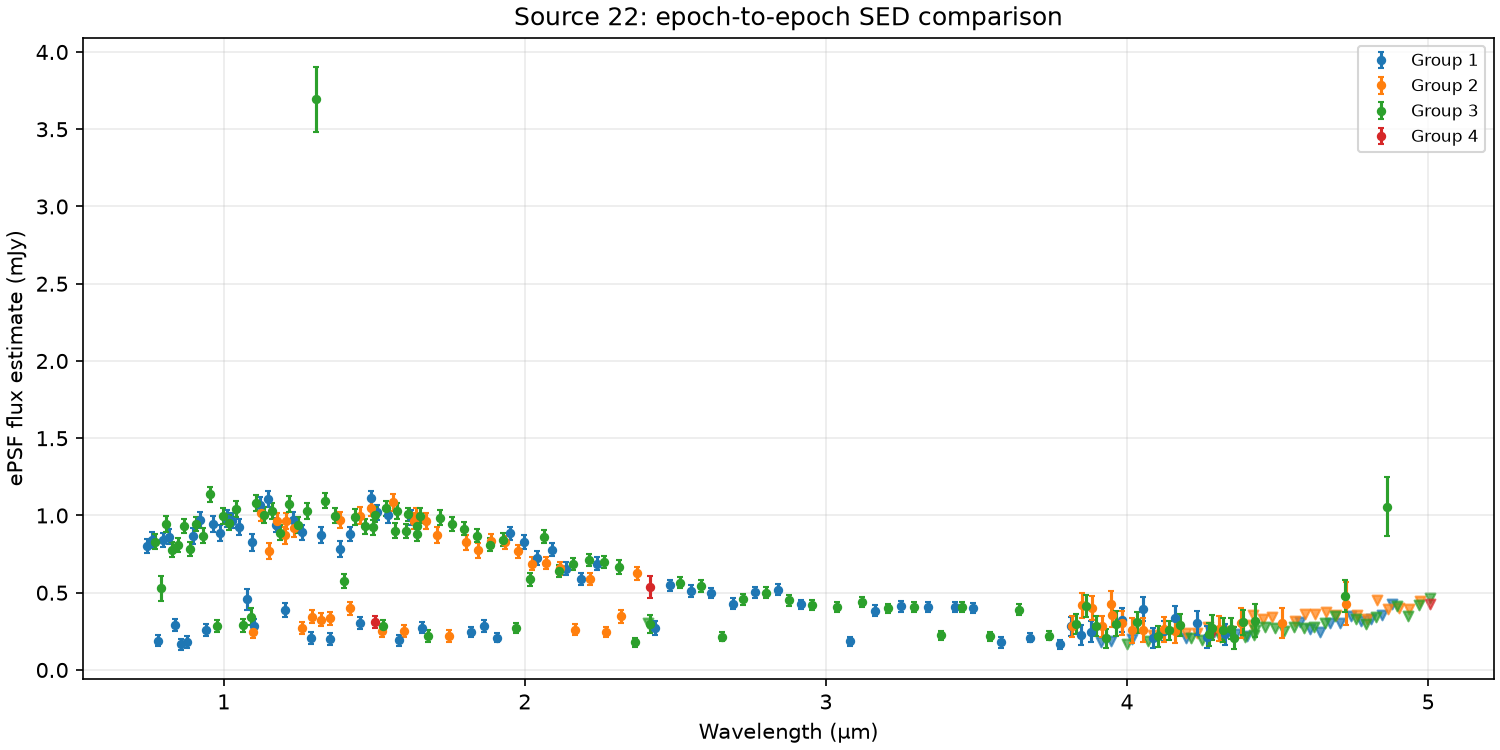 Source 22: epoch-to-epoch SED comparison
4.0
3.5
3.0
2.5
2.0
1.5
1.0
0.5
0.0
ePSF flux estimate (mJy)
Group 1
Group 2
Group 3
Group 4
1
2
3
4
5
Wavelength (μm)